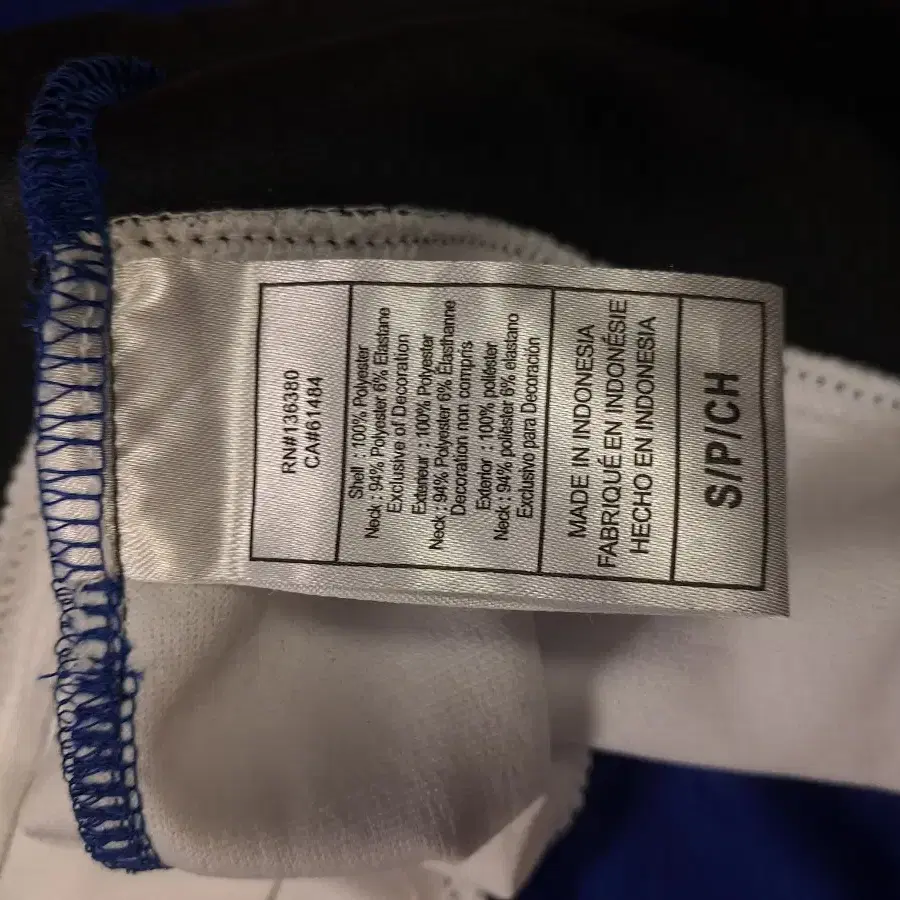 RN#136380
CA#61484
Shell : 100% Polyester
Neck : 94% Polyester 6% Elastane
Exclusive of Decoration
Exterieur : 100% Polyester
Neck : 94% Polyester 6% Élasthanne
Decoration non compris
Exterior : 100% poliéster
Neck : 94% poliéster 6% elastano
Exclusivo para Decoración
MADE IN INDONESIA
FABRIQUÉ EN INDONÉSIE
HECHO EN INDONESIA
S/P/CH